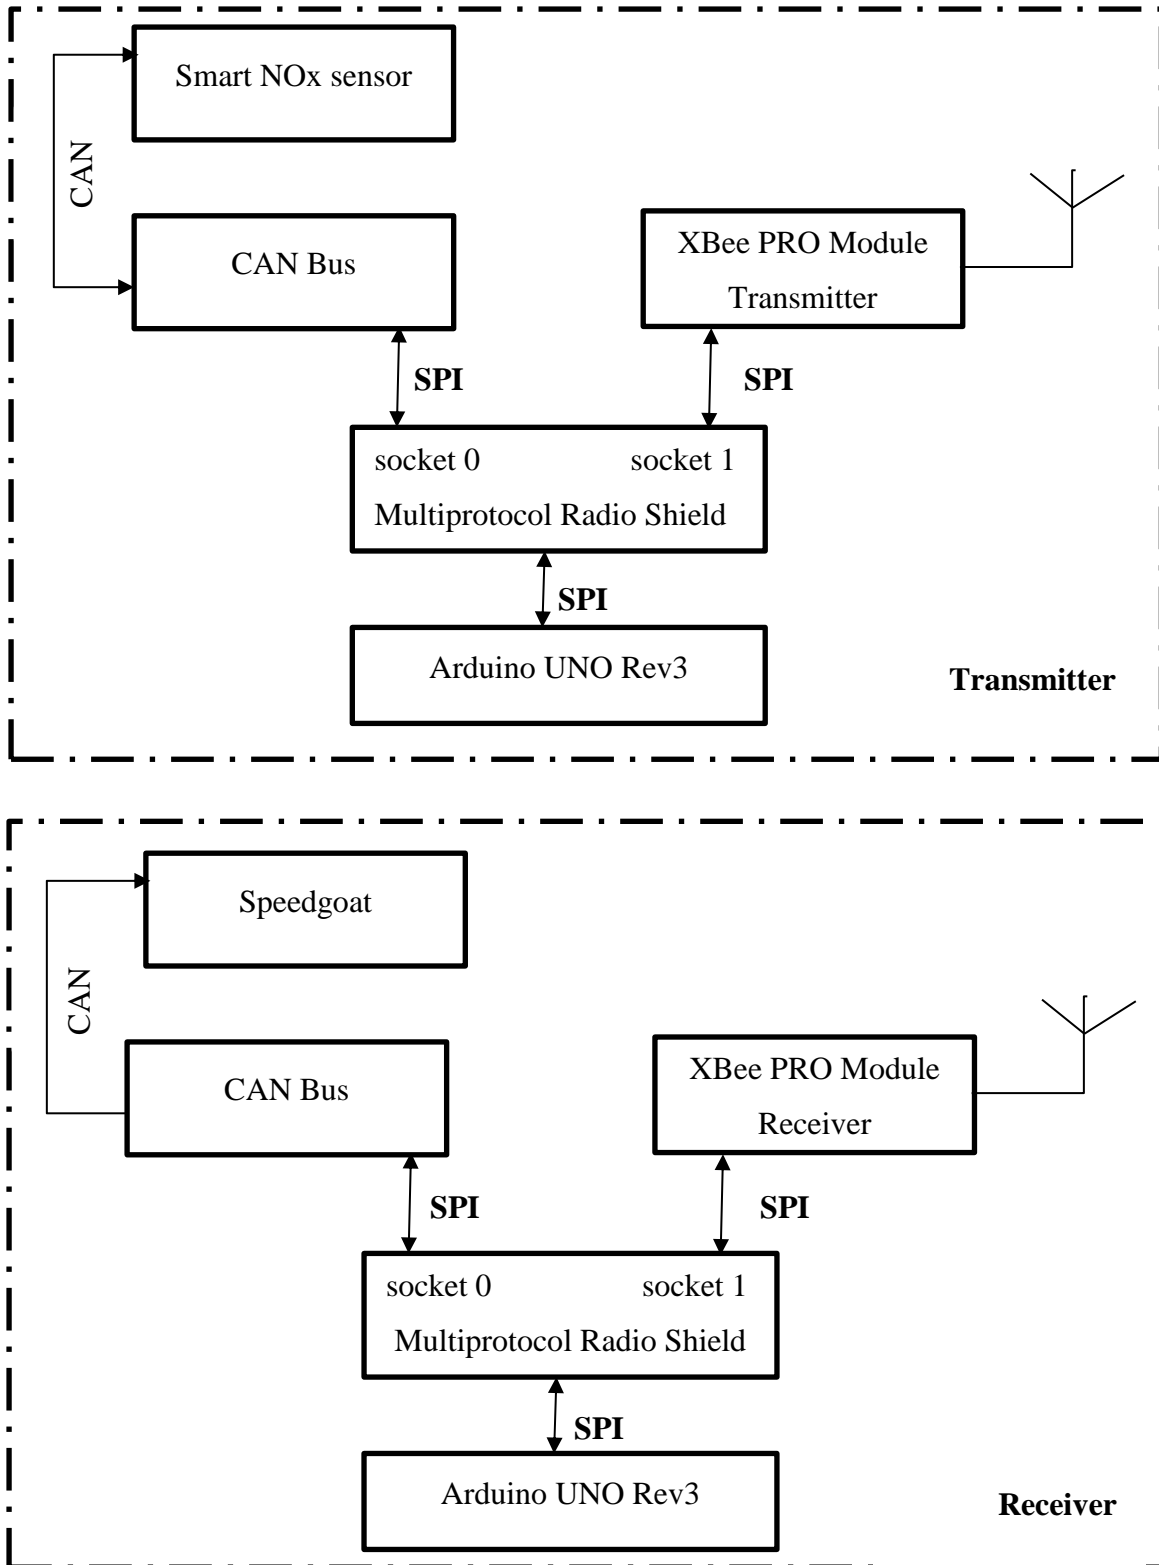 Smart NOx sensor
CAN
CAN Bus
XBee PRO Module
Transmitter
SPI
SPI
socket 0
socket 1
Multiprotocol Radio Shield
SPI
Arduino UNO Rev3
Transmitter
Speedgoat
CAN
CAN Bus
XBee PRO Module
Receiver
SPI
SPI
socket 0
socket 1
Multiprotocol Radio Shield
SPI
Arduino UNO Rev3
Receiver